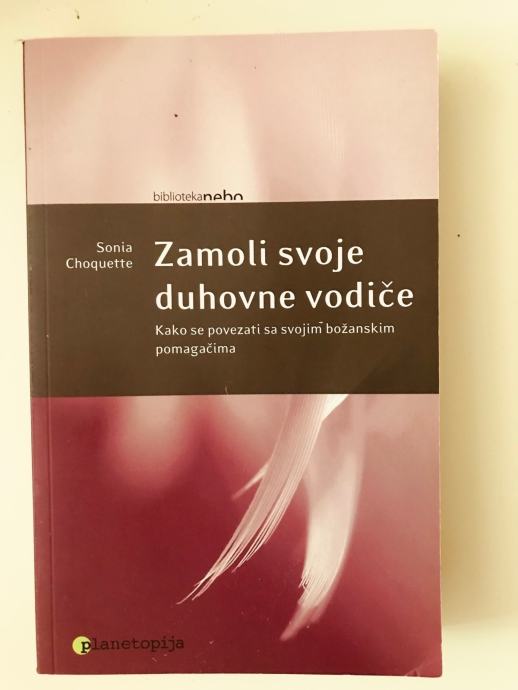 bibliotekanebo
Sonia
Choquette
Zamoli svoje
duhovne vodiče
Kako se povezati sa svojim božanskim
pomagačima
planetopija